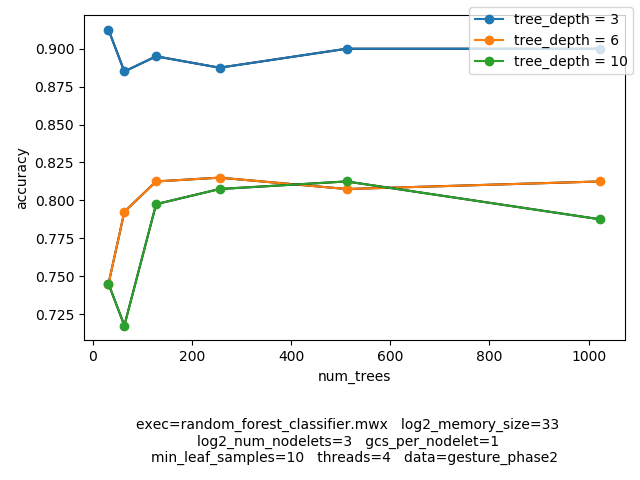 tree_depth = 3
tree_depth = 6
tree_depth = 10
0.900
0.875
0.850
0.825
0.800
0.775
0.750
0.725
accuracy
0 200 400 600 800 1000
num_trees
exec=random_forest_classifier.mwx log2_memory_size=33
log2_num_nodelets=3 gcs_per_nodelet=1
min_leaf_samples=10 threads=4 data=gesture_phase2